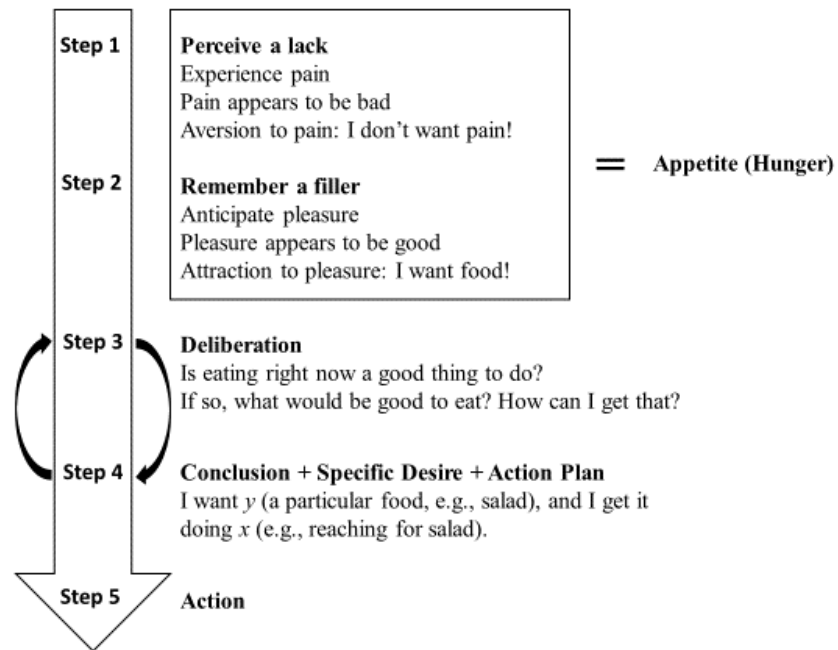 Step 1
Perceive a lack
Experience pain
Pain appears to be bad
Aversion to pain: I don't want pain!
Step 2
Remember a filler
Anticipate pleasure
Pleasure appears to be good
Attraction to pleasure: I want food!
= Appetite (Hunger)
Step 3
Deliberation
Is eating right now a good thing to do?
If so, what would be good to eat? How can I get that?
Step 4
Conclusion + Specific Desire + Action Plan
I want y (a particular food, e.g., salad), and I get it
doing x (e.g., reaching for salad).
Step 5
Action